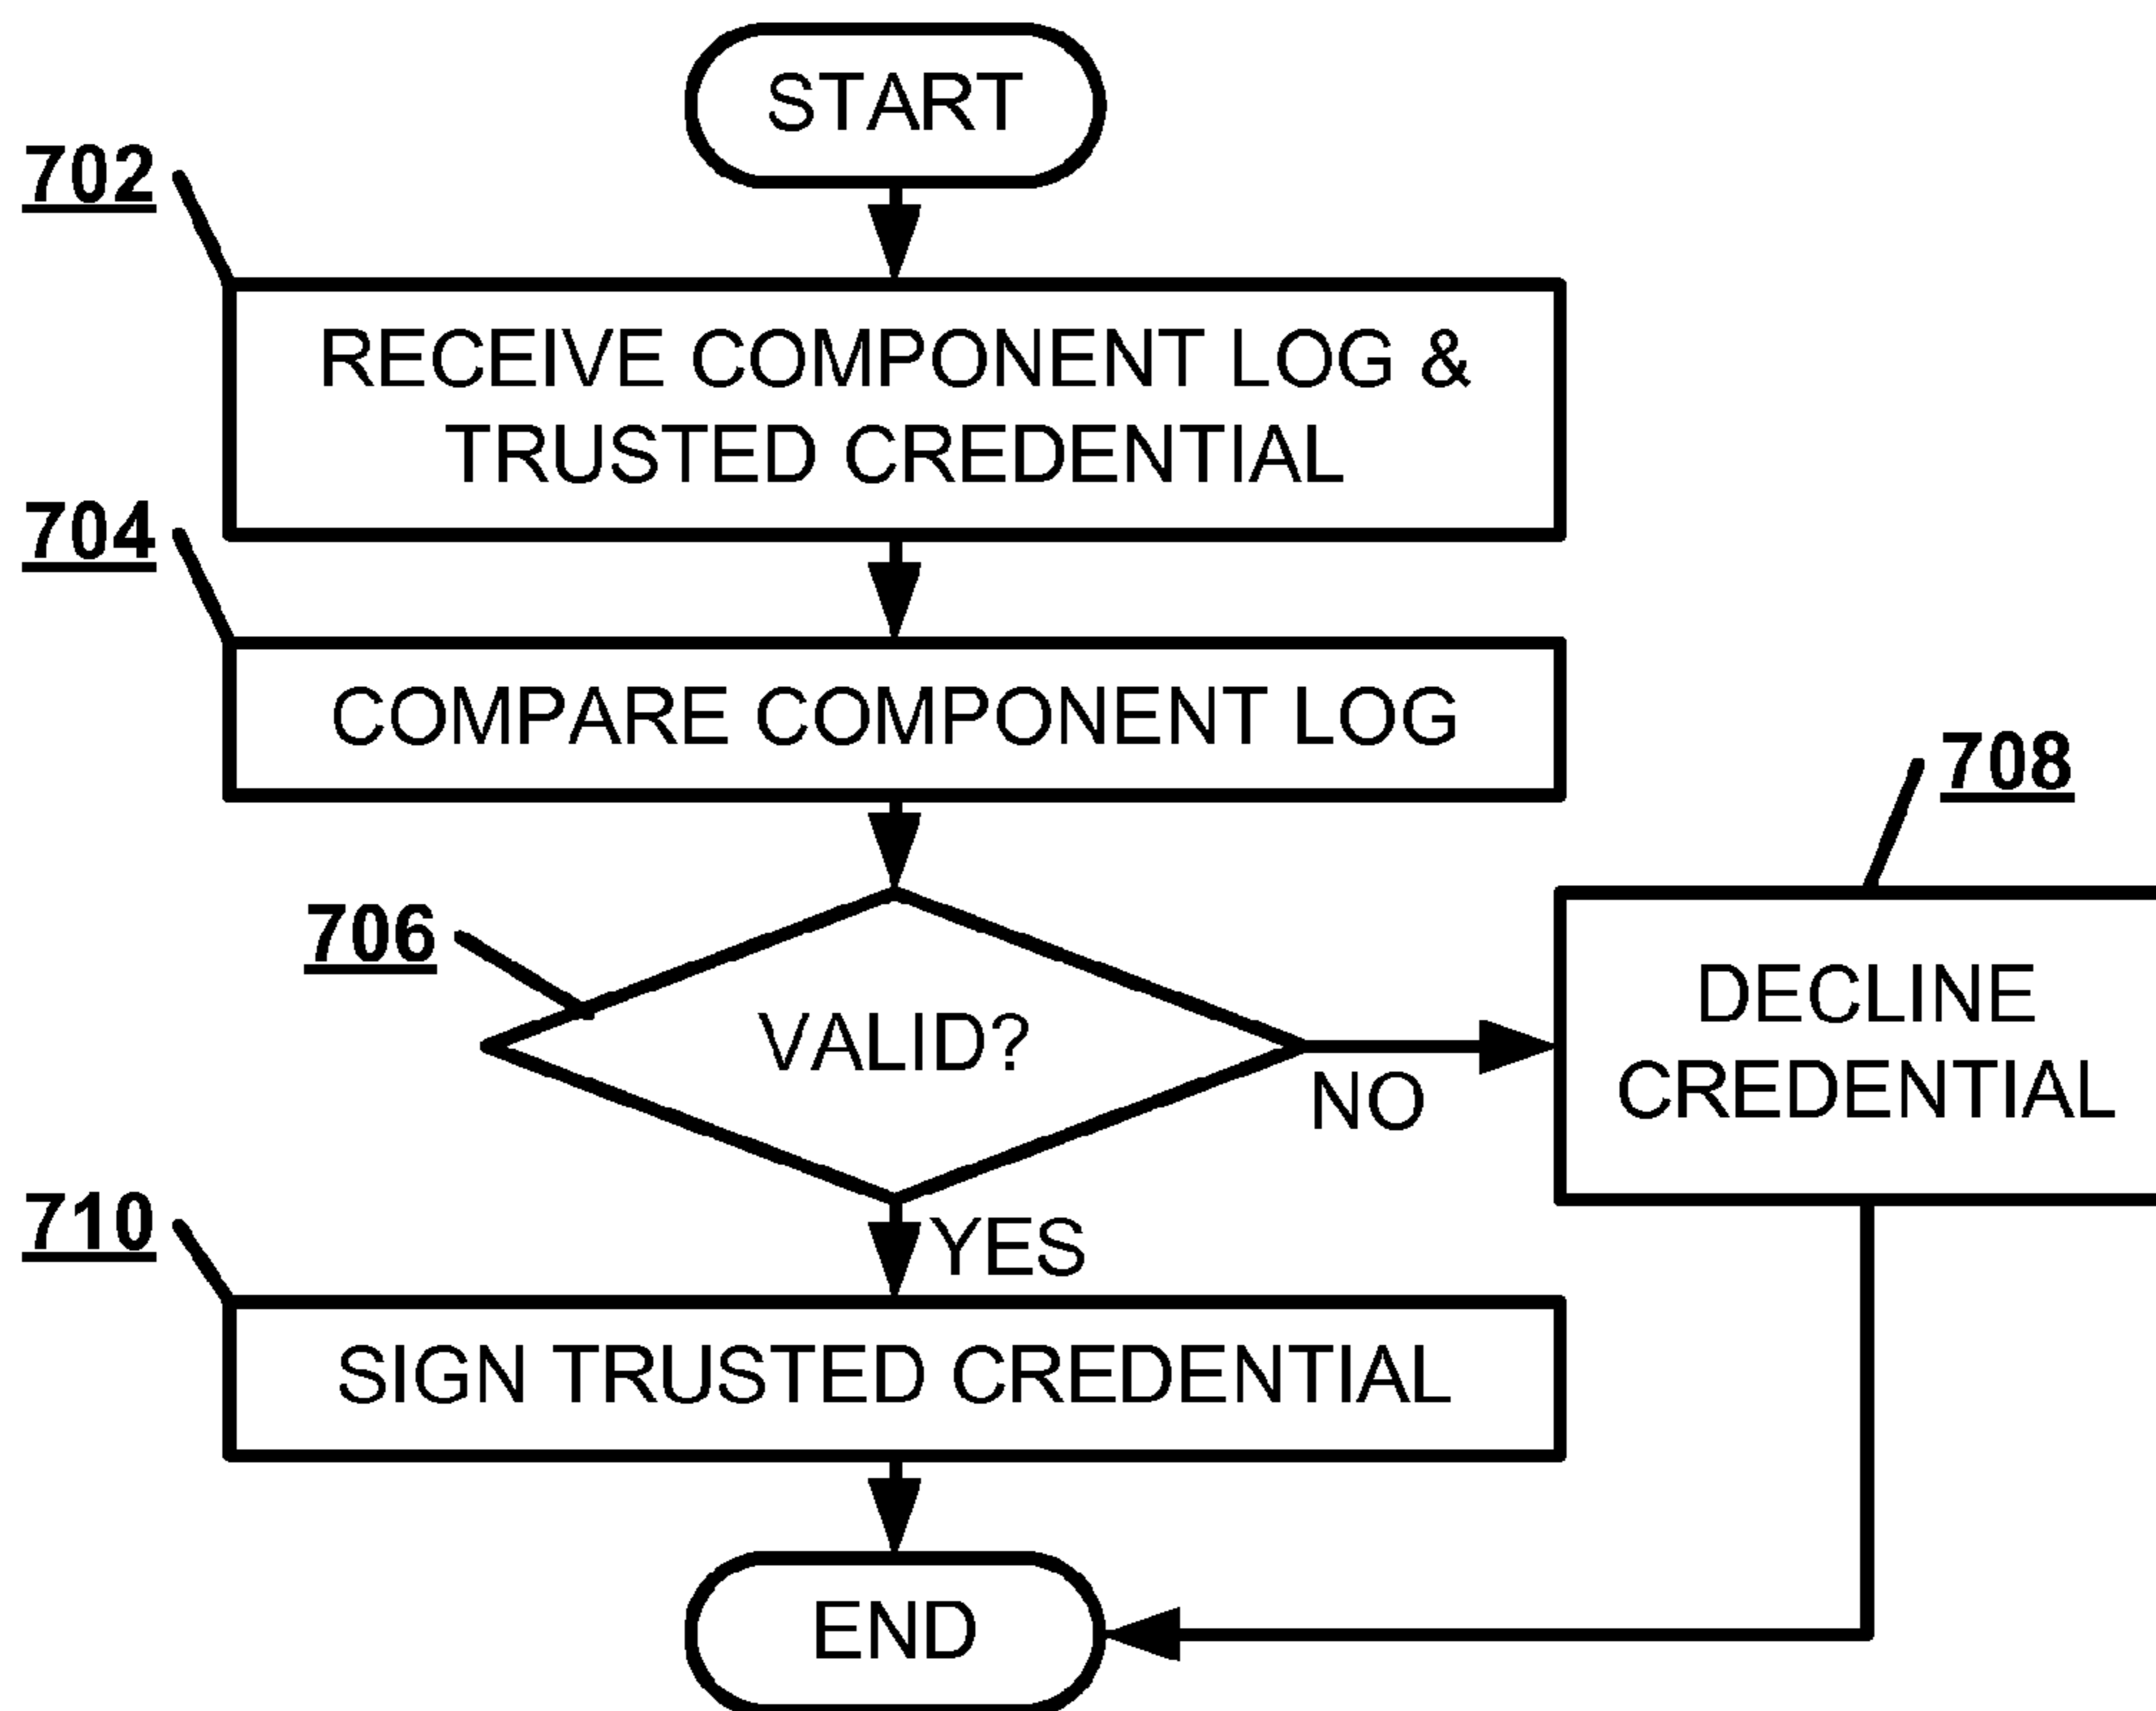 START
702
RECEIVE COMPONENT LOG &
TRUSTED CREDENTIAL
704
COMPARE COMPONENT LOG
708
706
VALID?
DECLINE
CREDENTIAL
NO
710
YES
SIGN TRUSTED CREDENTIAL
END